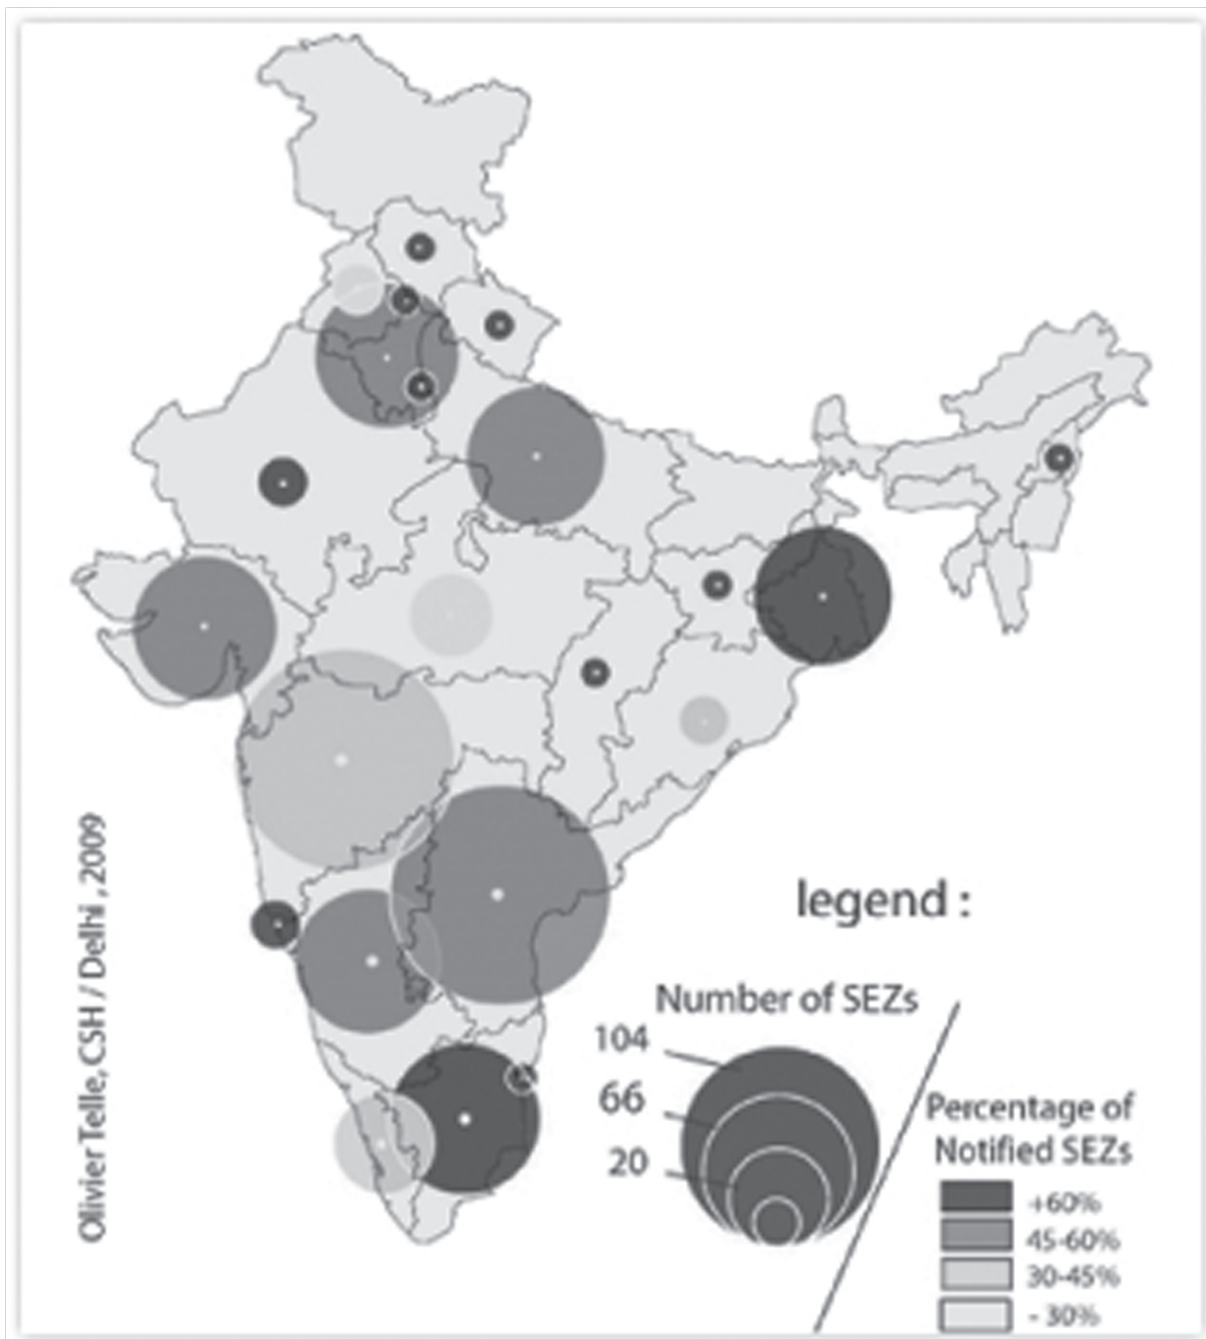 Olivier Telle, CSH / Delhi , 2009
legend :
Number of SEZs
104
66
20
Percentage of
Notified SEZs
+60%
45-60%
30-45%
- 30%